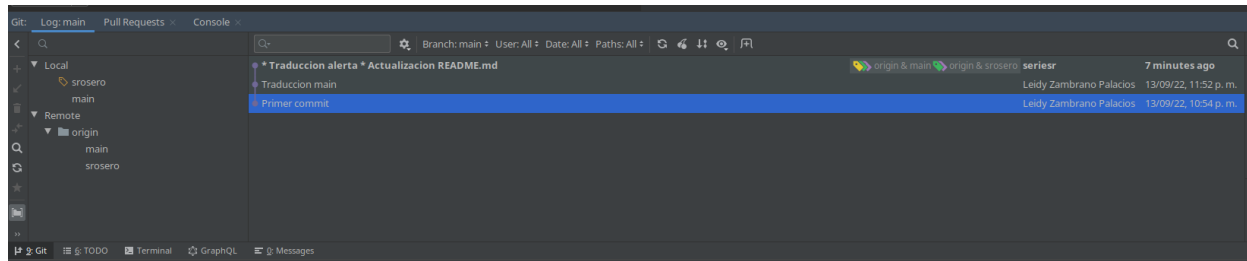 Git: Log: main Pull Requests Console
Branch: main User: All Date: All Paths: All
Local
srosero
main
Remote
origin
main
srosero
* Traduccion alerta * Actualizacion README.md origin & main origin & srosero seriesr 7 minutes ago
Traduccion main Leidy Zambrano Palacios 13/09/22, 11:52 p. m.
Primer commit Leidy Zambrano Palacios 13/09/22, 10:54 p. m.
9: Git 6: TODO Terminal GraphQL 0: Messages